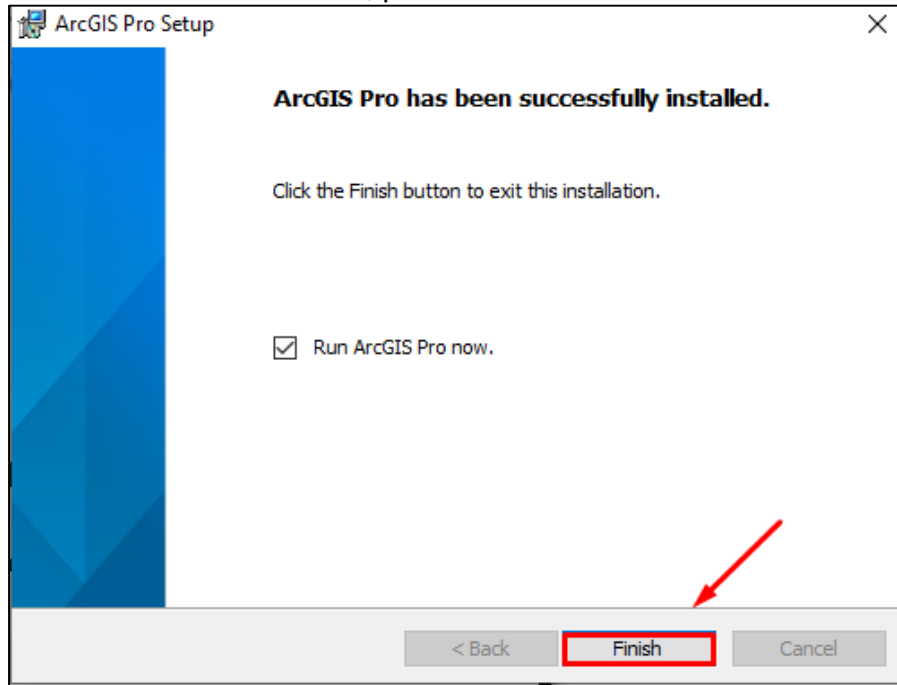 ArcGIS Pro Setup
ArcGIS Pro has been successfully installed.
Click the Finish button to exit this installation.
Run ArcGIS Pro now.
< Back Finish Cancel